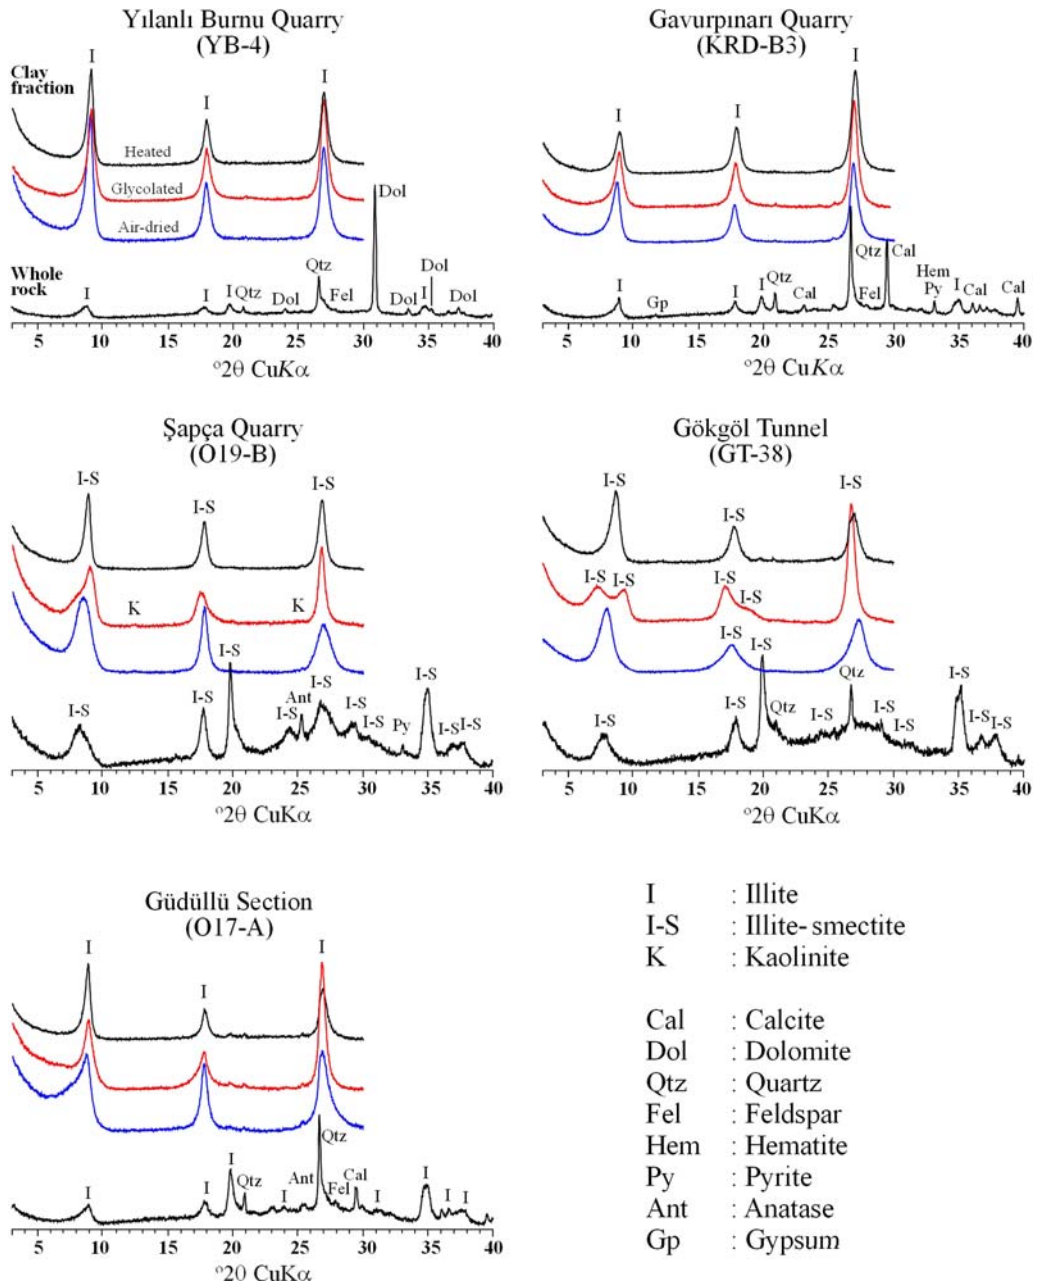 Yılanlı Burnu Quarry
(YB-4)
I
Clay
fraction
I
I
Heated
Glycolated
Air-dried
Dol
Whole
rock
I
I
I
Qtz
Dol
Qtz
Fel
Dol
I
Dol
Dol
5 10 15 20 25 30 35 40
°2θ CuKα
Gavurpınarı Quarry
(KRD-B3)
I
I
I
I
Gp
I
I
Qtz
Cal
Qtz
Fel
Cal
Hem
Py
I
Cal
Cal
5 10 15 20 25 30 35 40
°2θ CuKα
Şapça Quarry
(O19-B)
I-S
I-S
I-S
K
K
I-S
I-S
I-S
I-S
Ant
I-S
I-S
I-S
Py
I-S
I-S
I-S
5 10 15 20 25 30 35 40
°2θ CuKα
Gökgöl Tunnel
(GT-38)
I-S
I-S
I-S
I-S
I-S
I-S
I-S
I-S
I-S
I-S
I-S
Qtz
I-S
Qtz
I-S
I-S
I-S
I-S
I-S
5 10 15 20 25 30 35 40
°2θ CuKα
Güdüllü Section
(O17-A)
I
I
I
I
I
I
Qtz
I
Ant
Qtz
Fel
Cal
I
I
I
I
5 10 15 20 25 30 35 40
°2θ CuKα
I : Illite
I-S : Illite-smectite
K : Kaolinite
Cal : Calcite
Dol : Dolomite
Qtz : Quartz
Fel : Feldspar
Hem : Hematite
Py : Pyrite
Ant : Anatase
Gp : Gypsum